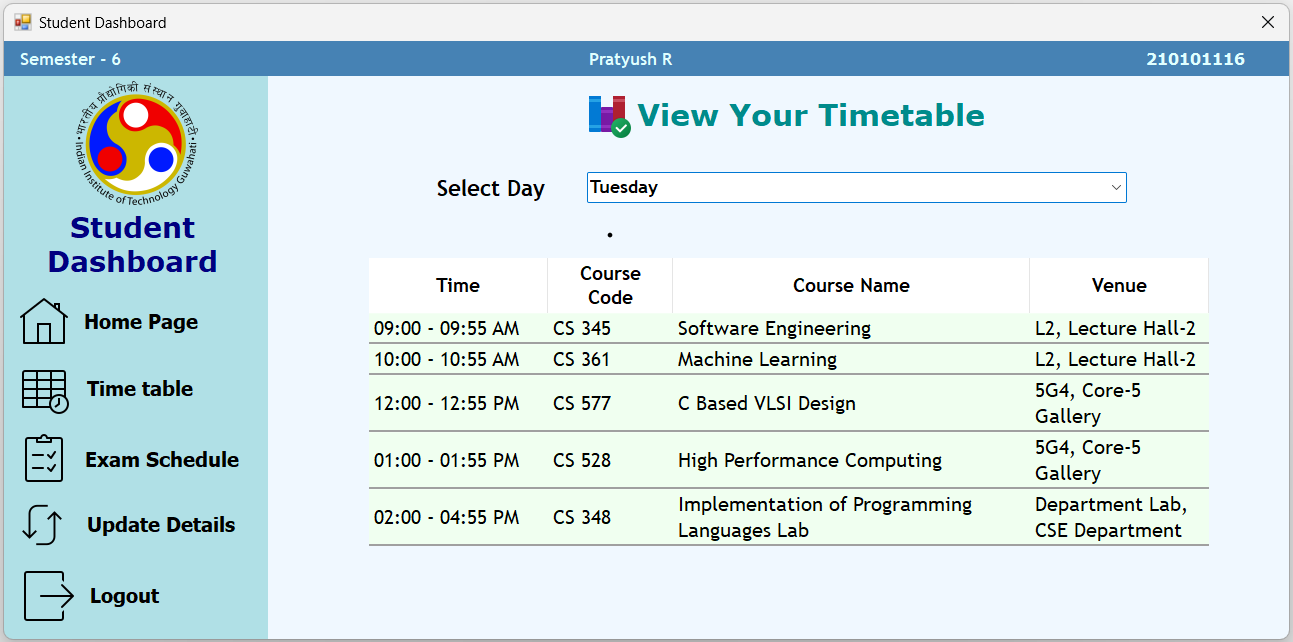 Student Dashboard
Semester - 6 Pratyush R 210101116
भारतीय प्रौद्योगिकी संस्थान गुवाहाटी
Indian Institute of Technology Guwahati
Student
Dashboard
Home Page
Time table
Exam Schedule
Update Details
Logout
View Your Timetable
Select Day Tuesday
Time Course Code Course Name Venue
09:00 - 09:55 AM CS 345 Software Engineering L2, Lecture Hall-2
10:00 - 10:55 AM CS 361 Machine Learning L2, Lecture Hall-2
12:00 - 12:55 PM CS 577 C Based VLSI Design 5G4, Core-5 Gallery
01:00 - 01:55 PM CS 528 High Performance Computing 5G4, Core-5 Gallery
02:00 - 04:55 PM CS 348 Implementation of Programming Languages Lab Department Lab, CSE Department